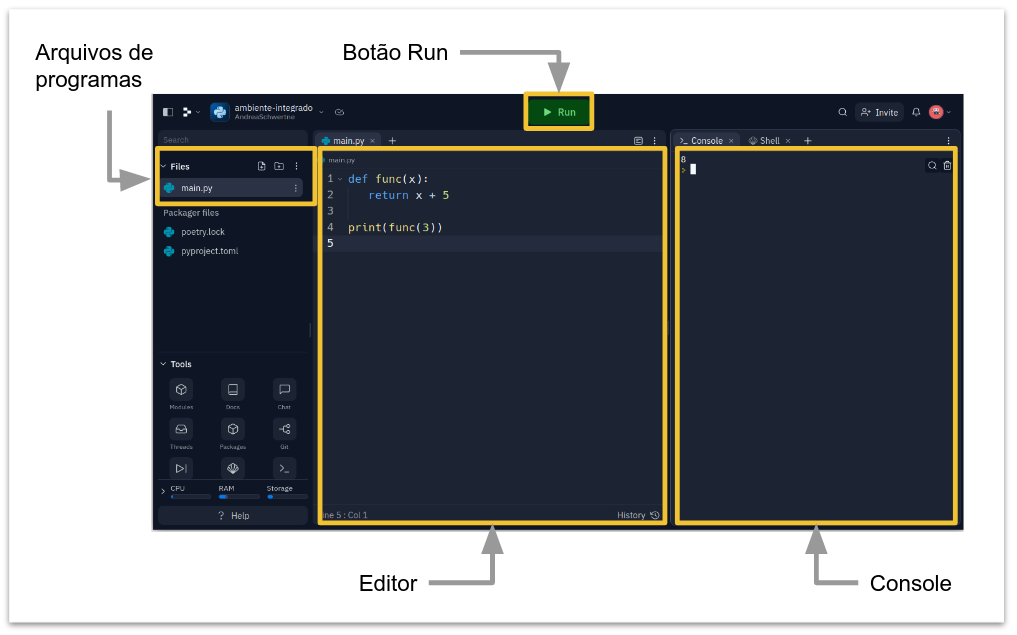 Arquivos de
programas
Botão Run
ambiente-integrado
AndreaSchwertne
Run
Invite
Search
main.py
Console
Shell
Files
main.py
Packager files
poetry.lock
pyproject.toml
main.py
1 def func(x):
2 return x + 5
3
4 print(func(3))
5
8
Tools
Modules
Docs
Chat
Threads
Packages
Git
CPU
RAM
Storage
? Help
ine 5 : Col 1
History
Editor
Console